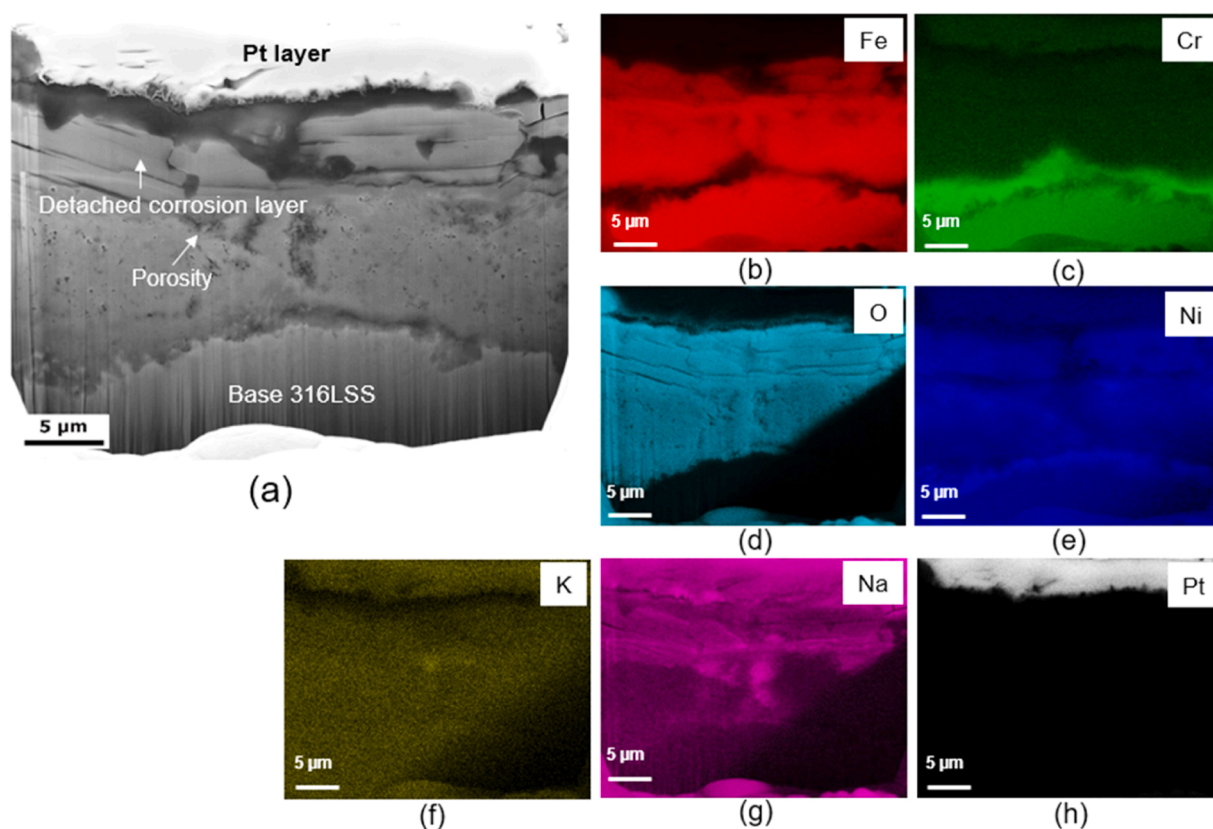 Pt layer
Detached corrosion layer
Porosity
Base 316LSS
5 µm
(a)
Fe
5 µm
(b)
Cr
5 µm
(c)
O
5 µm
(d)
Ni
5 µm
(e)
K
5 µm
(f)
Na
5 µm
(g)
Pt
5 µm
(h)